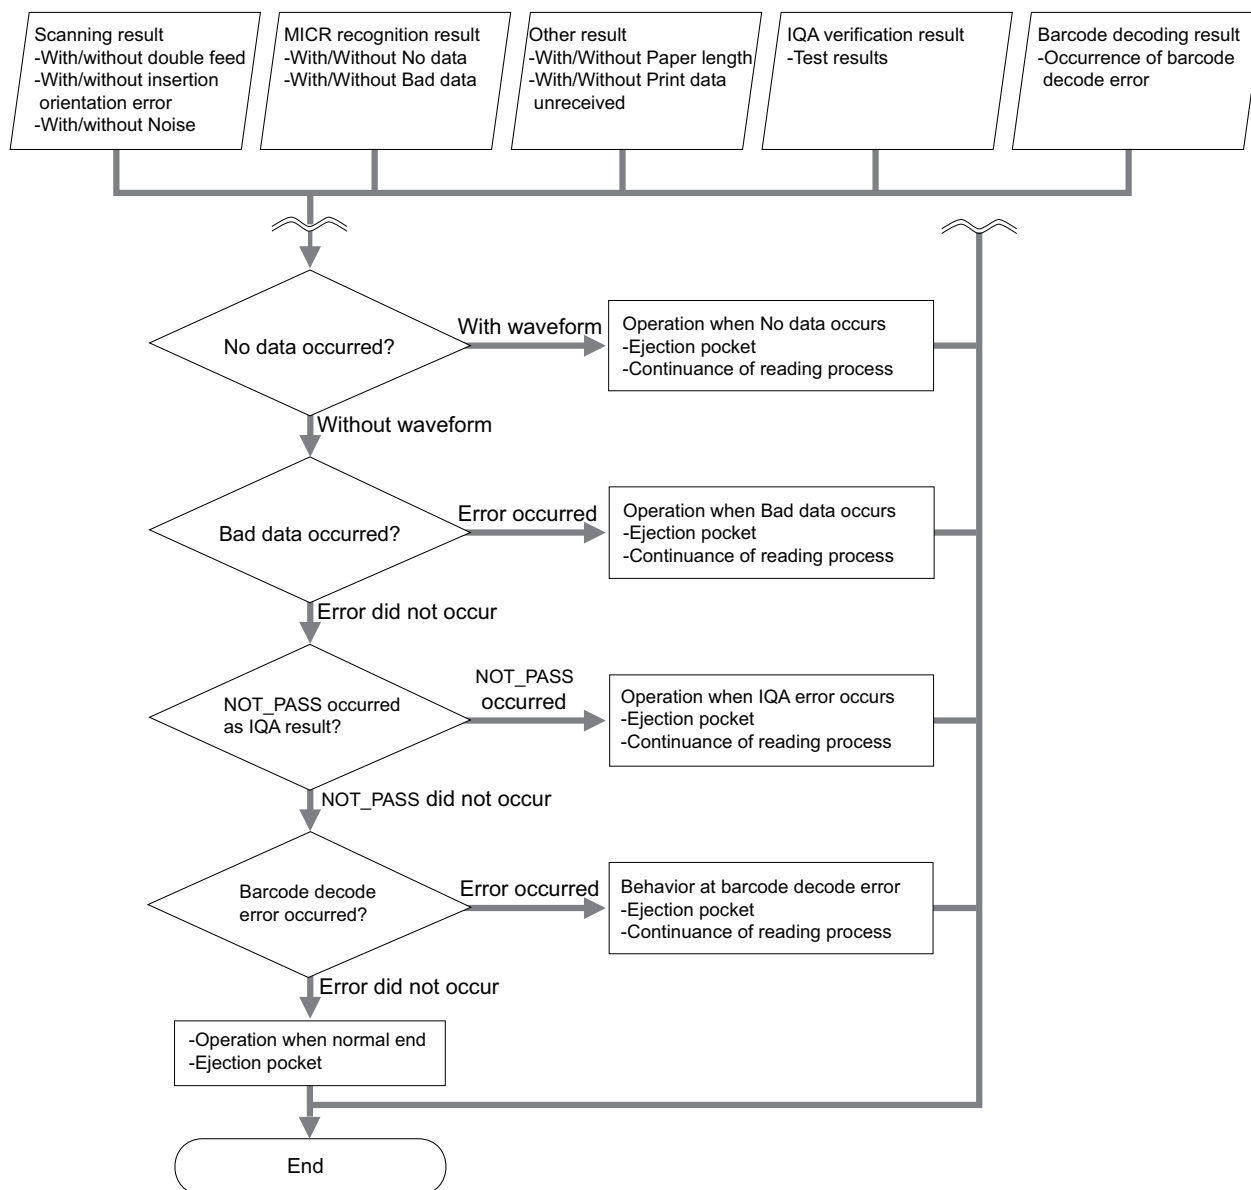 Scanning result
-With/without double feed
-With/without insertion
orientation error
-With/without Noise
MICR recognition result
-With/Without No data
-With/Without Bad data
Other result
-With/Without Paper length
-With/Without Print data
unreceived
IQA verification result
-Test results
Barcode decoding result
-Occurrence of barcode
decode error
No data occurred?
With waveform
Operation when No data occurs
-Ejection pocket
-Continuance of reading process
Without waveform
Bad data occurred?
Error occurred
Operation when Bad data occurs
-Ejection pocket
-Continuance of reading process
Error did not occur
NOT_PASS occurred
as IQA result?
NOT_PASS
occurred
Operation when IQA error occurs
-Ejection pocket
-Continuance of reading process
NOT_PASS did not occur
Barcode decode
error occurred?
Error occurred
Behavior at barcode decode error
-Ejection pocket
-Continuance of reading process
Error did not occur
-Operation when normal end
-Ejection pocket
End